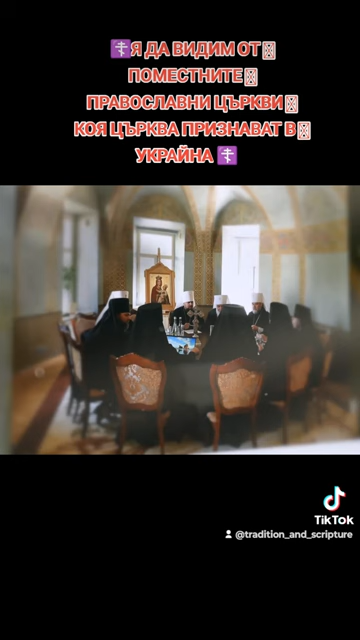 ☦️Я ДА ВИДИМ ОТ
ПОМЕСТНИТЕ
ПРАВОСЛАВНИ ЦЪРКВИ
КОЯ ЦЪРКВА ПРИЗНАВАТ В
УКРАЙНА ☦️
TikTok
@tradition_and_scripture